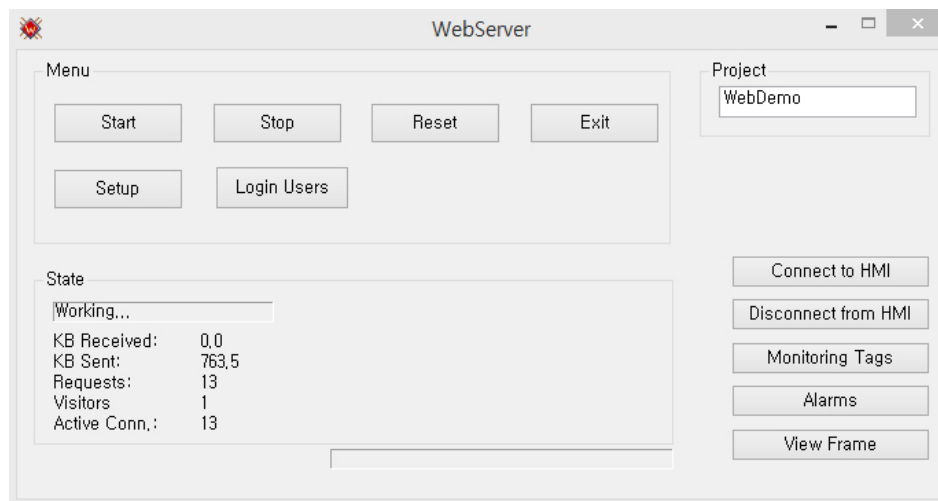 WebServer
Menu
Start Stop Reset Exit
Setup Login Users
Project
WebDemo
State
Working...
KB Received: 0,0
KB Sent: 763,5
Requests: 13
Visitors 1
Active Conn.: 13
Connect to HMI
Disconnect from HMI
Monitoring Tags
Alarms
View Frame